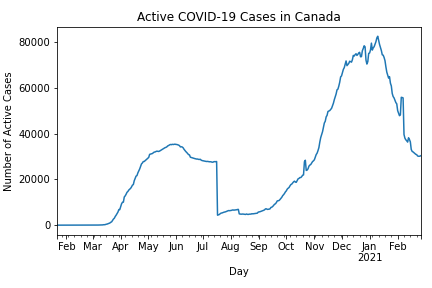 Active COVID-19 Cases in Canada
Number of Active Cases
80000
60000
40000
20000
0
Feb Mar Apr May Jun Jul Aug Sep Oct Nov Dec Jan Feb
2021
Day